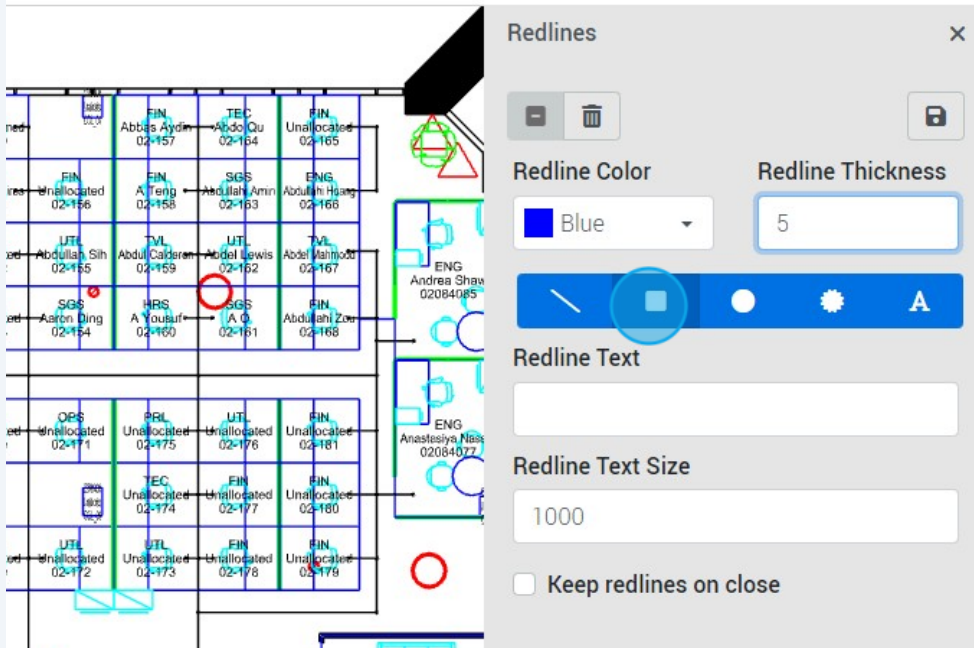 Redlines
Redline Color
Redline Thickness
Blue
5
A
Redline Text
Redline Text Size
1000
Keep redlines on close
FIN
Abbas Aydin
02-157
TEC
Abdo Qu
02-164
FIN
Unallocated
02-165
FIN
Unallocated
02-156
FIN
A Teng
02-158
SGS
Abdullahi Amin
02-163
ENG
Abdullahi Hoang
02-166
UTL
Abdullah Sih
02-155
TVL
Abdul Calderon
02-159
UTL
Abdel Lewis
02-162
TVL
Abdel Mahmood
02-167
SGS
Aaron Ding
02-154
HRS
A Yousuf
02-160
SGS
A O
02-161
FIN
Abdullahi Zou
02-168
ENG
Andrea Shaw
02084085
OPS
Unallocated
02-171
PRL
Unallocated
02-175
UTL
Unallocated
02-176
FIN
Unallocated
02-181
ENG
Anastasiya Nass
02084077
TEC
Unallocated
02-174
FIN
Unallocated
02-177
FIN
Unallocated
02-180
UTL
Unallocated
02-172
UTL
Unallocated
02-173
FIN
Unallocated
02-178
FIN
Unallocated
02-179